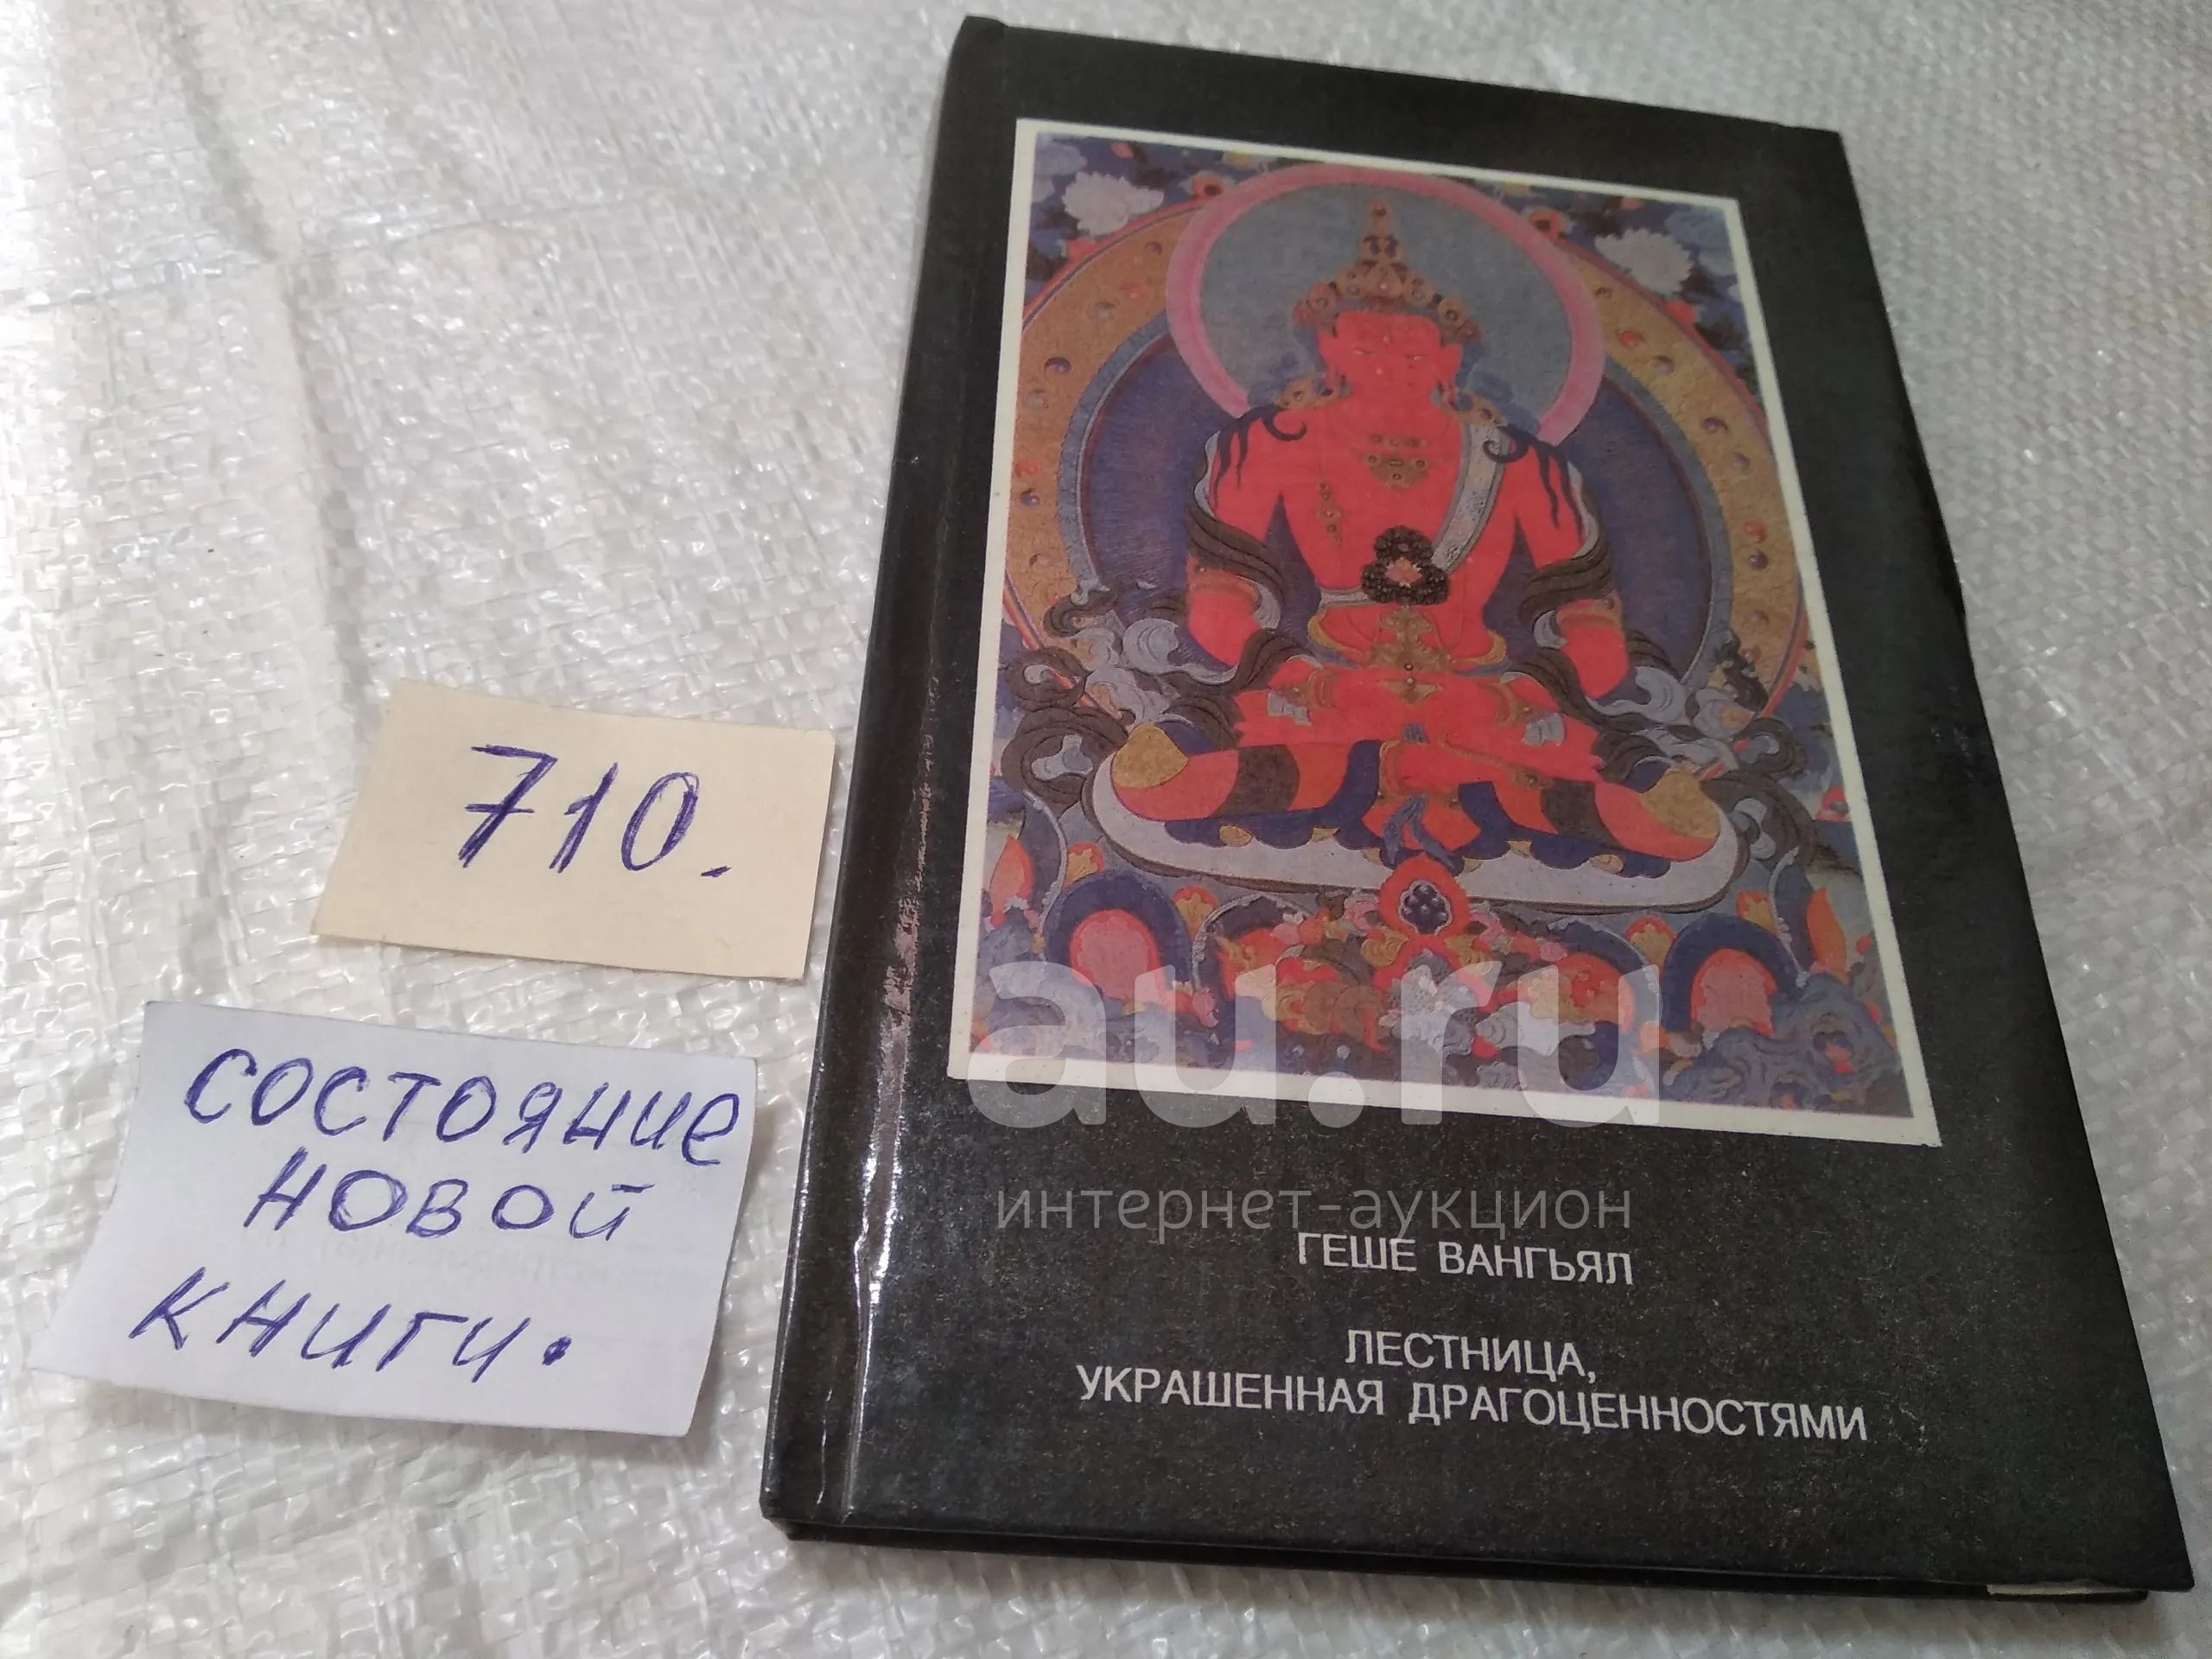 710.
состояние
новой
книги.
au.ru
интернет-аукцион
ГЕШЕ ВАНГЬЯЛ
ЛЕСТНИЦА,
УКРАШЕННАЯ ДРАГОЦЕННОСТЯМИ